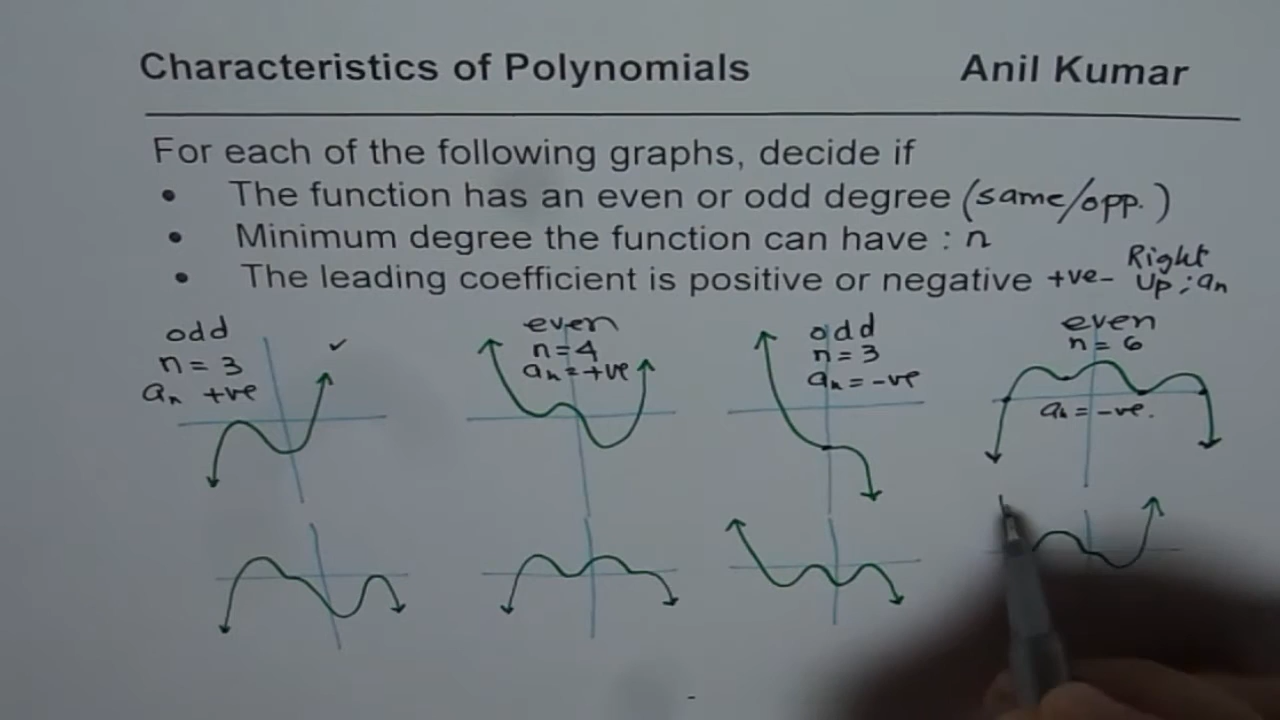 Characteristics of Polynomials Anil Kumar
For each of the following graphs, decide if
• The function has an even or odd degree (same/opp.)
• Minimum degree the function can have : n
• The leading coefficient is positive or negative +ve- Right Up ; an
odd
n = 3
an +ve
even
n = 4
an = +ve
odd
n = 3
an = -ve
even
n = 6
an = -ve.